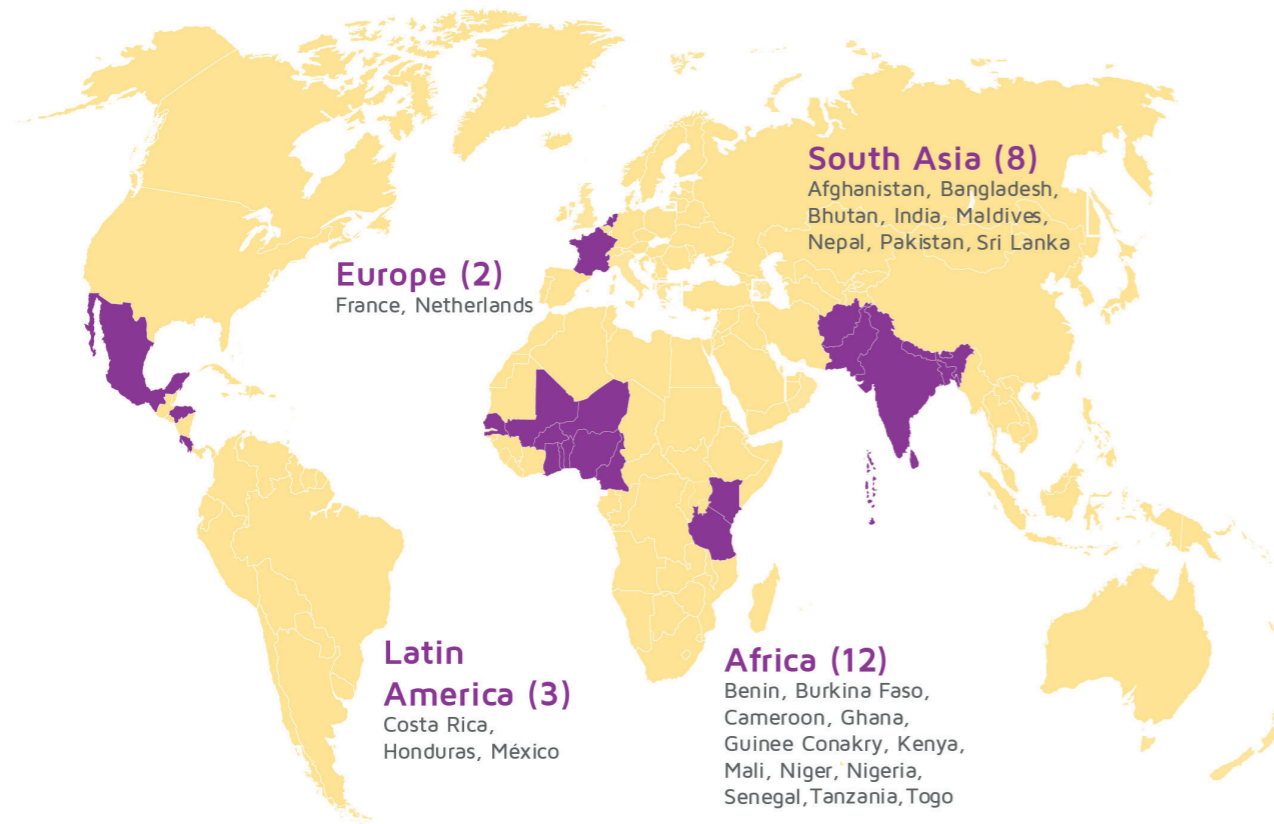 South Asia (8)
Afghanistan, Bangladesh,
Bhutan, India, Maldives,
Nepal, Pakistan, Sri Lanka
Europe (2)
France, Netherlands
Latin
America (3)
Costa Rica,
Honduras, México
Africa (12)
Benin, Burkina Faso,
Cameroon, Ghana,
Guinee Conakry, Kenya,
Mali, Niger, Nigeria,
Senegal, Tanzania, Togo